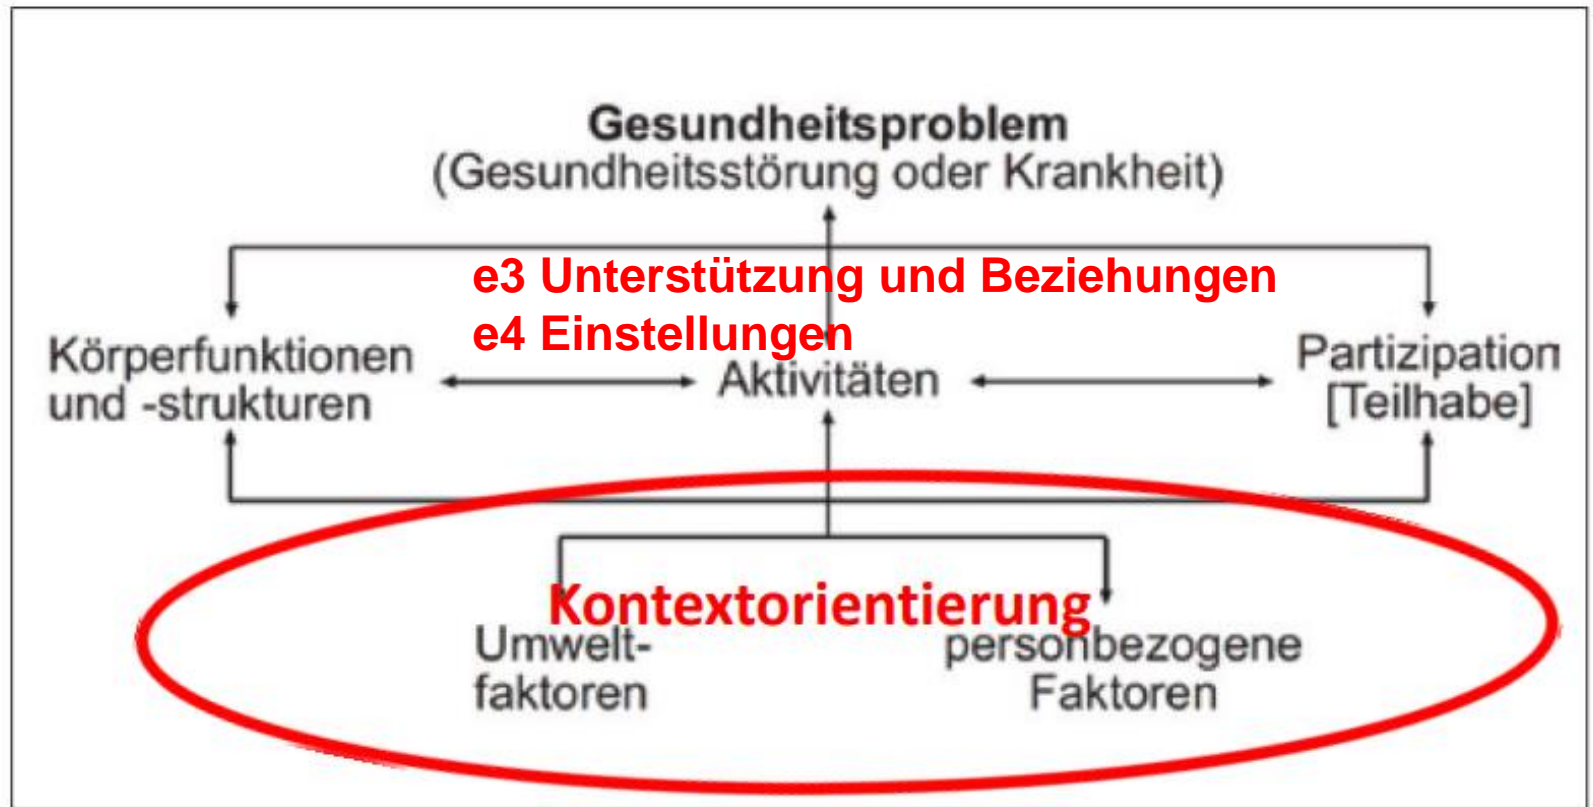 Gesundheitsproblem
(Gesundheitsstörung oder Krankheit)
e3 Unterstützung und Beziehungen
e4 Einstellungen
Körperfunktionen
und -strukturen
Aktivitäten
Partizipation
[Teilhabe]
Kontextorientierung
Umwelt-
faktoren
personbezogene
Faktoren